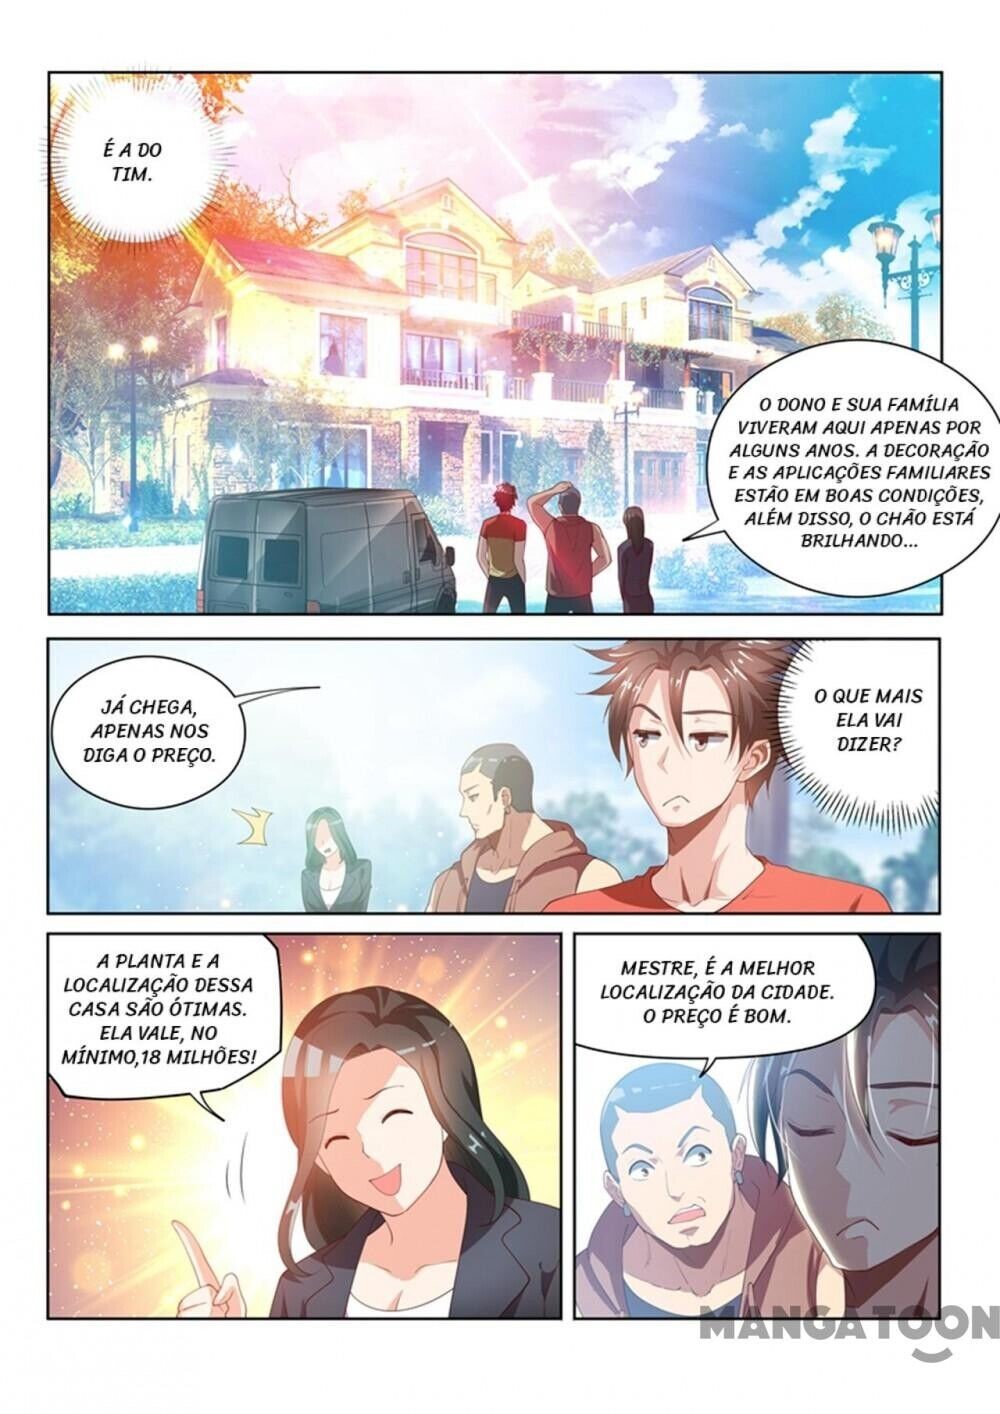 É A DO
TIM.
O DONO E SUA FAMÍLIA
VIVERAM AQUI APENAS POR
ALGUNS ANOS. A DECORAÇÃO
E AS APLICAÇÕES FAMILIARES
ESTÃO EM BOAS CONDIÇÕES,
ALÉM DISSO, O CHÃO ESTÁ
BRILHANDO...
JÁ CHEGA,
APENAS NOS
DIGA O PREÇO.
O QUE MAIS
ELA VAI
DIZER?
A PLANTA E A
LOCALIZAÇÃO DESSA
CASA SÃO ÓTIMAS.
ELA VALE, NO
MÍNIMO,18 MILHÕES!
MESTRE, É A MELHOR
LOCALIZAÇÃO DA CIDADE.
O PREÇO É BOM.
MANGATOON